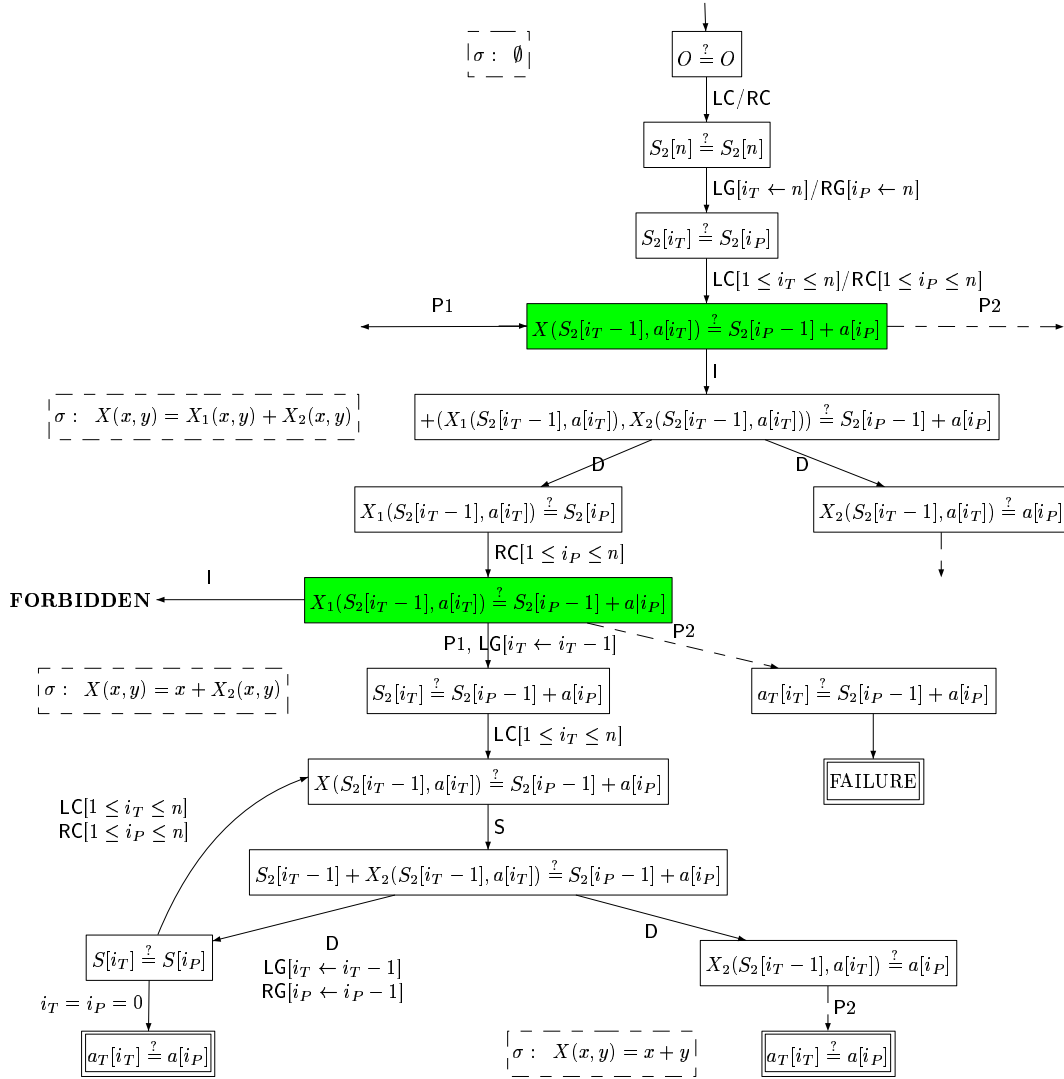 σ : ∅
O ≟ O
LC/RC
S₂[n] ≟ S₂[n]
LG[i_T ← n]/RG[i_P ← n]
S₂[i_T] ≟ S₂[i_P]
LC[1 ≤ i_T ≤ n]/RC[1 ≤ i_P ≤ n]
P1
X(S₂[i_T − 1], a[i_T]) ≟ S₂[i_P − 1] + a[i_P]
P2
I
σ : X(x, y) = X₁(x, y) + X₂(x, y)
+(X₁(S₂[i_T − 1], a[i_T]), X₂(S₂[i_T − 1], a[i_T])) ≟ S₂[i_P − 1] + a[i_P]
D
D
X₁(S₂[i_T − 1], a[i_T]) ≟ S₂[i_P]
X₂(S₂[i_T − 1], a[i_T]) ≟ a[i_P]
RC[1 ≤ i_P ≤ n]
I
FORBIDDEN
X₁(S₂[i_T − 1], a[i_T]) ≟ S₂[i_P − 1] + a[i_P]
P1, LG[i_T ← i_T − 1]
P2
σ : X(x, y) = x + X₂(x, y)
S₂[i_T] ≟ S₂[i_P − 1] + a[i_P]
a_T[i_T] ≟ S₂[i_P − 1] + a[i_P]
LC[1 ≤ i_T ≤ n]
X(S₂[i_T − 1], a[i_T]) ≟ S₂[i_P − 1] + a[i_P]
FAILURE
LC[1 ≤ i_T ≤ n]
RC[1 ≤ i_P ≤ n]
S
S₂[i_T − 1] + X₂(S₂[i_T − 1], a[i_T]) ≟ S₂[i_P − 1] + a[i_P]
D
LG[i_T ← i_T − 1]
RG[i_P ← i_P − 1]
D
S[i_T] ≟ S[i_P]
X₂(S₂[i_T − 1], a[i_T]) ≟ a[i_P]
i_T = i_P = 0
P2
a_T[i_T] ≟ a[i_P]
σ : X(x, y) = x + y
a_T[i_T] ≟ a[i_P]